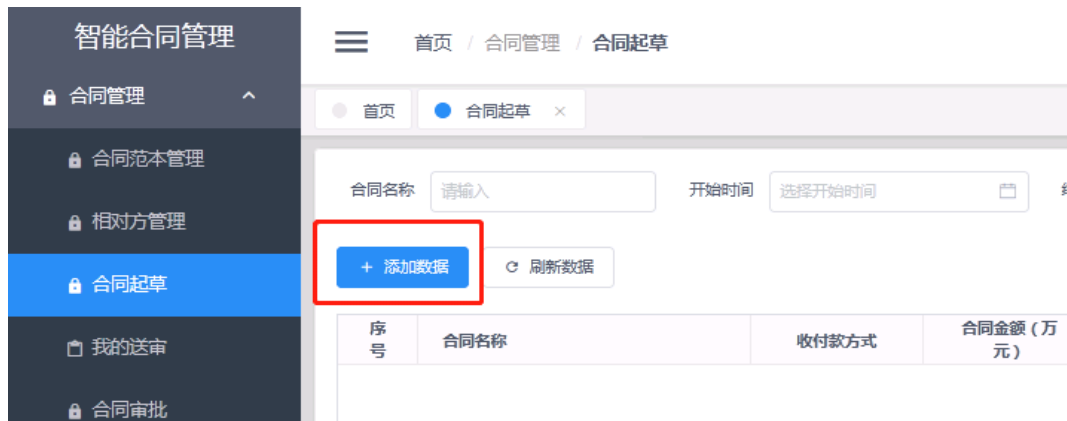 智能合同管理
首页 / 合同管理 / 合同起草
合同管理
首页 合同起草 ×
合同范本管理
合同名称 请输入 开始时间 选择开始时间
相对方管理
+ 添加数据 刷新数据
合同起草
序号 合同名称 收付款方式 合同金额（万元）
我的送审
合同审批